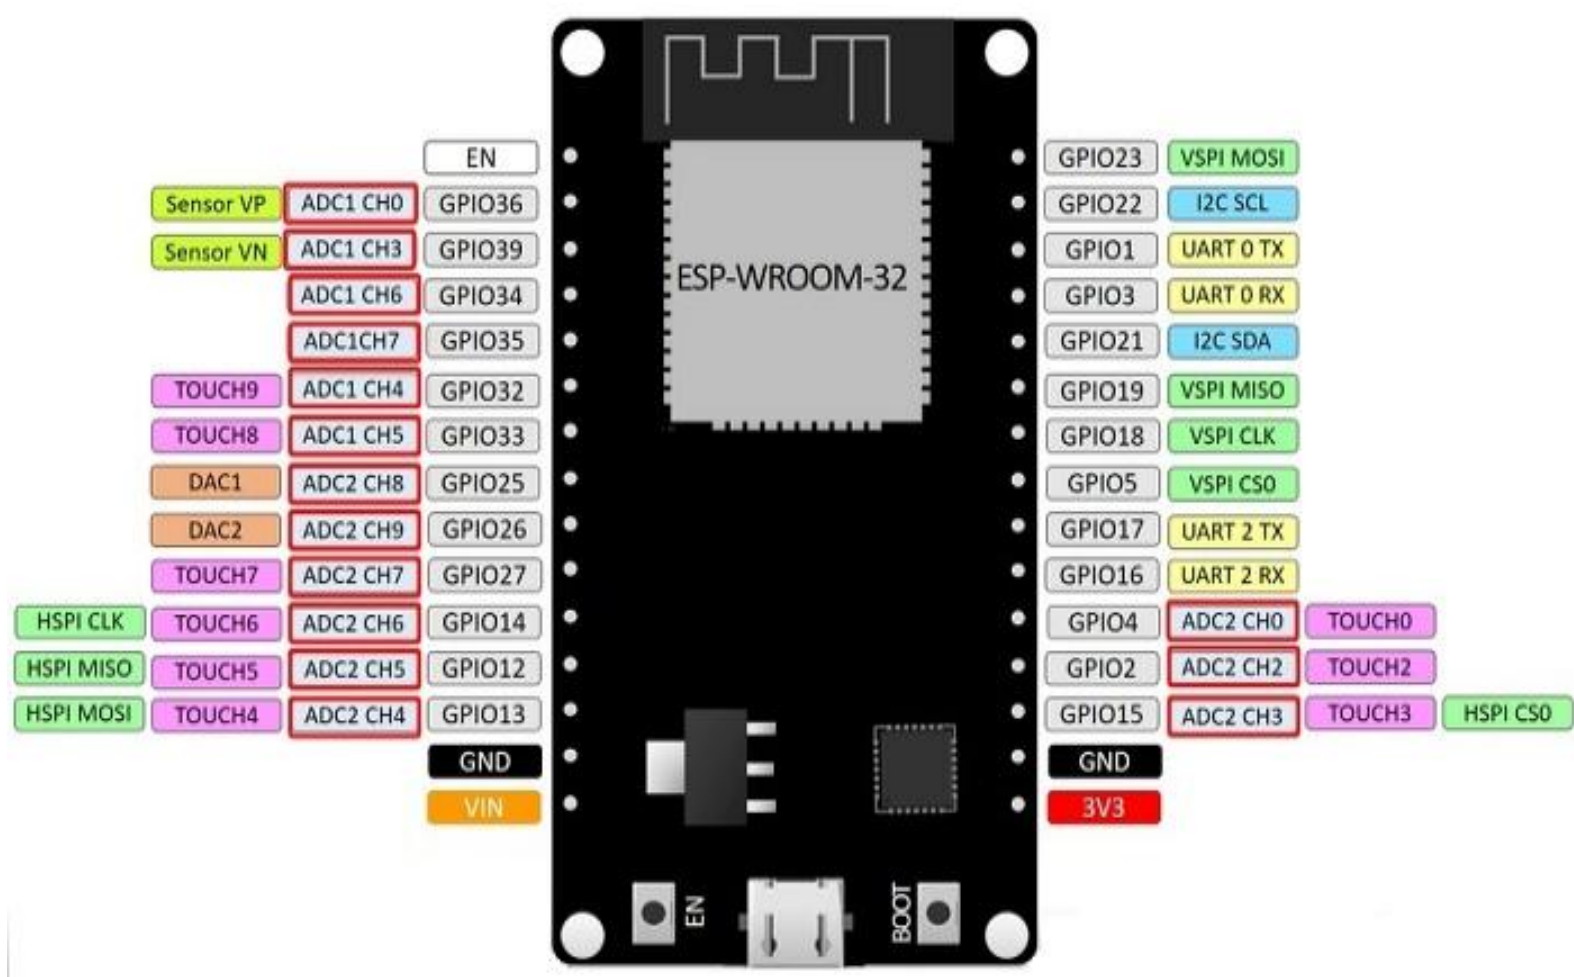 EN GPIO23 VSPI MOSI
Sensor VP ADC1 CH0 GPIO36 GPIO22 I2C SCL
Sensor VN ADC1 CH3 GPIO39 GPIO1 UART 0 TX
ESP-WROOM-32
ADC1 CH6 GPIO34 GPIO3 UART 0 RX
ADC1CH7 GPIO35 GPIO21 I2C SDA
TOUCH9 ADC1 CH4 GPIO32 GPIO19 VSPI MISO
TOUCH8 ADC1 CH5 GPIO33 GPIO18 VSPI CLK
DAC1 ADC2 CH8 GPIO25 GPIO5 VSPI CS0
DAC2 ADC2 CH9 GPIO26 GPIO17 UART 2 TX
TOUCH7 ADC2 CH7 GPIO27 GPIO16 UART 2 RX
HSPI CLK TOUCH6 ADC2 CH6 GPIO14 GPIO4 ADC2 CH0 TOUCH0
HSPI MISO TOUCH5 ADC2 CH5 GPIO12 GPIO2 ADC2 CH2 TOUCH2
HSPI MOSI TOUCH4 ADC2 CH4 GPIO13 GPIO15 ADC2 CH3 TOUCH3 HSPI CS0
GND GND
VIN 3V3
EN BOOT